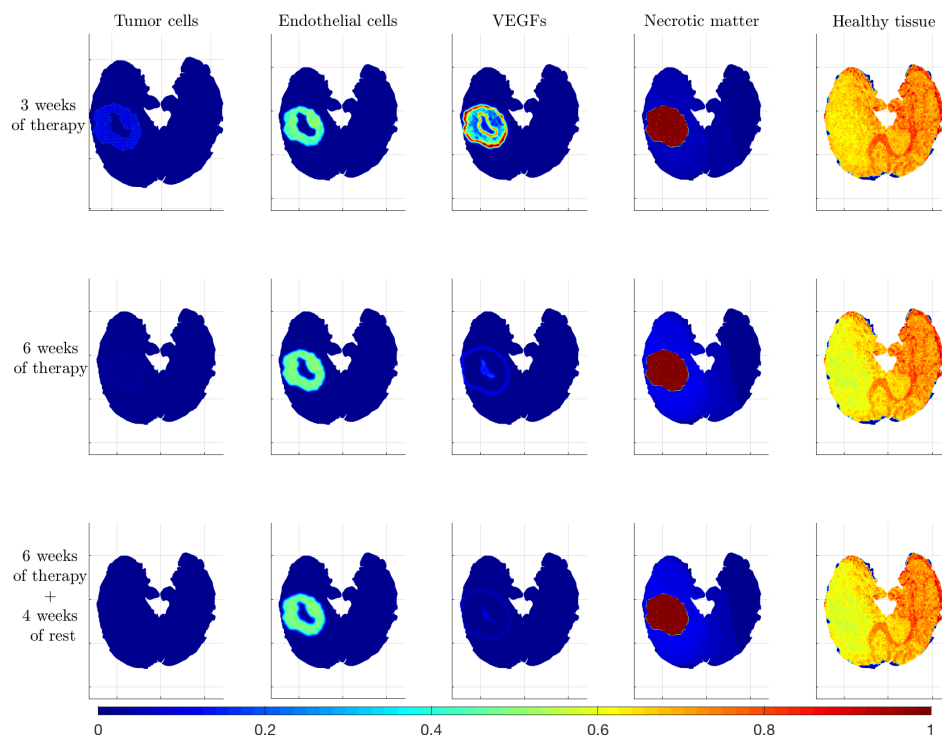 Tumor cells
Endothelial cells
VEGFs
Necrotic matter
Healthy tissue
3 weeks
of therapy
6 weeks
of therapy
6 weeks
of therapy
+
4 weeks
of rest
0
0.2
0.4
0.6
0.8
1